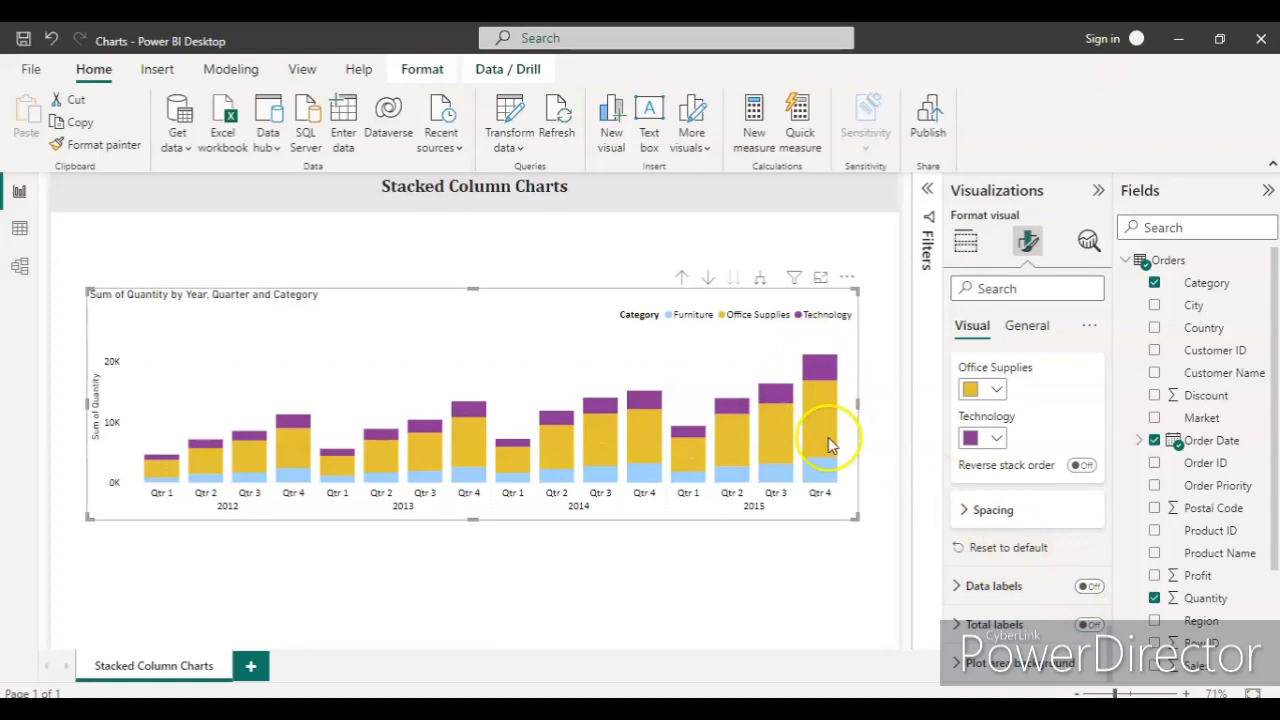 Charts - Power BI Desktop
Search
Sign in
File
Home
Insert
Modeling
View
Help
Format
Data / Drill
Paste
Cut
Copy
Format painter
Clipboard
Get data
Excel workbook
Data hub
SQL Server
Enter data
Dataverse
Recent sources
Data
Transform data
Refresh
Queries
New visual
Text box
More visuals
Insert
New measure
Quick measure
Calculations
Sensitivity
Sensitivity
Publish
Share
Stacked Column Charts
Sum of Quantity by Year, Quarter and Category
Category Furniture Office Supplies Technology
Sum of Quantity
20K
10K
0K
Qtr 1 Qtr 2 Qtr 3 Qtr 4 Qtr 1 Qtr 2 Qtr 3 Qtr 4 Qtr 1 Qtr 2 Qtr 3 Qtr 4 Qtr 1 Qtr 2 Qtr 3 Qtr 4
2012 2013 2014 2015
Filters
Visualizations
Format visual
Search
Visual
General
Office Supplies
Technology
Reverse stack order
Off
Spacing
Reset to default
Data labels
Off
Total labels
Off
Plot area background
Fields
Search
Orders
Category
City
Country
Customer ID
Customer Name
Discount
Market
Order Date
Order ID
Order Priority
Postal Code
Product ID
Product Name
Profit
Quantity
Region
Row ID
Sales
CyberLink
PowerDirector
Stacked Column Charts
Page 1 of 1
71%